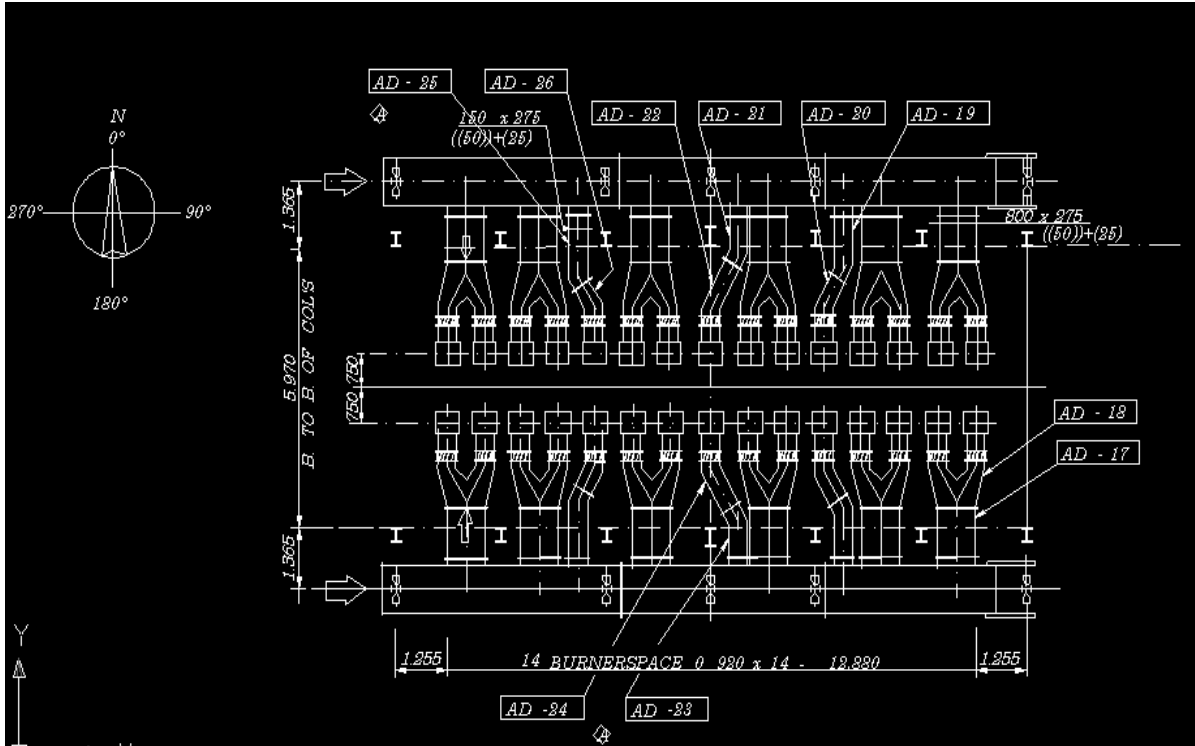 AD - 25
AD - 26
A
150 x 275
((50))+(25)
AD - 22
AD - 21
AD - 20
AD - 19
N
0°
270°
90°
180°
1.365
800 x 275
((50))+(25)
5.970
B. TO B. OF COL'S
750
750
AD - 18
AD - 17
1.365
Y
1.255
14 BURNERSPACE 0 920 x 14 - 12.880
1.255
AD -24
AD -23
A